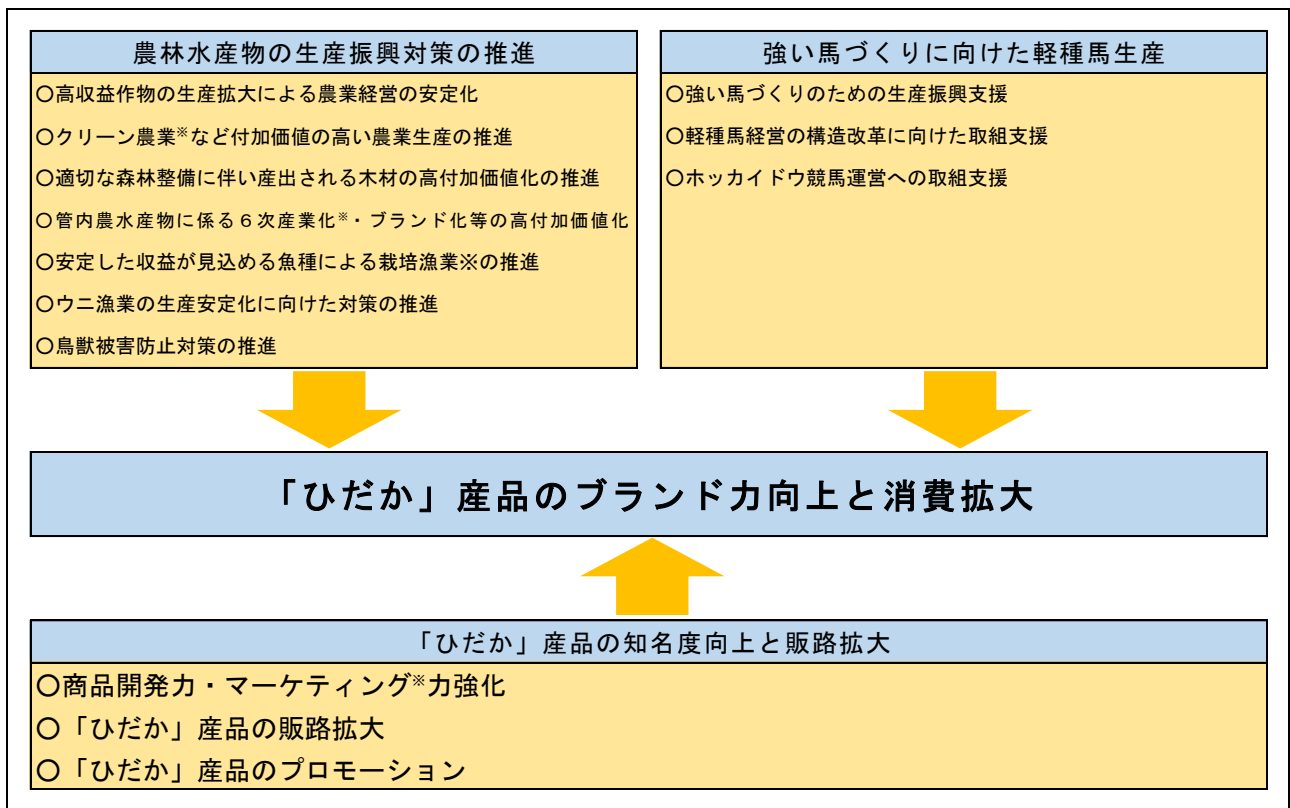 農林水産物の生産振興対策の推進
〇高収益作物の生産拡大による農業経営の安定化
〇クリーン農業※など付加価値の高い農業生産の推進
〇適切な森林整備に伴い産出される木材の高付加価値化の推進
〇管内農水産物に係る６次産業化※・ブランド化等の高付加価値化
〇安定した収益が見込める魚種による栽培漁業※の推進
〇ウニ漁業の生産安定化に向けた対策の推進
〇鳥獣被害防止対策の推進
強い馬づくりに向けた軽種馬生産
〇強い馬づくりのための生産振興支援
〇軽種馬経営の構造改革に向けた取組支援
〇ホッカイドウ競馬運営への取組支援
「ひだか」産品のブランド力向上と消費拡大
「ひだか」産品の知名度向上と販路拡大
〇商品開発力・マーケティング※力強化
〇「ひだか」産品の販路拡大
〇「ひだか」産品のプロモーション